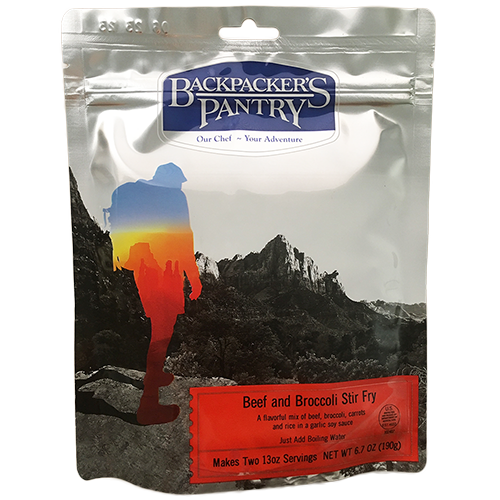 BACKPACKER'S
PANTRY
Our Chef ~ Your Adventure
Beef and Broccoli Stir Fry
A flavorful mix of beef, broccoli, carrots
and rice in a garlic soy sauce
Just Add Boiling Water
Makes Two 13oz Servings NET WT 6.7 OZ (190g)